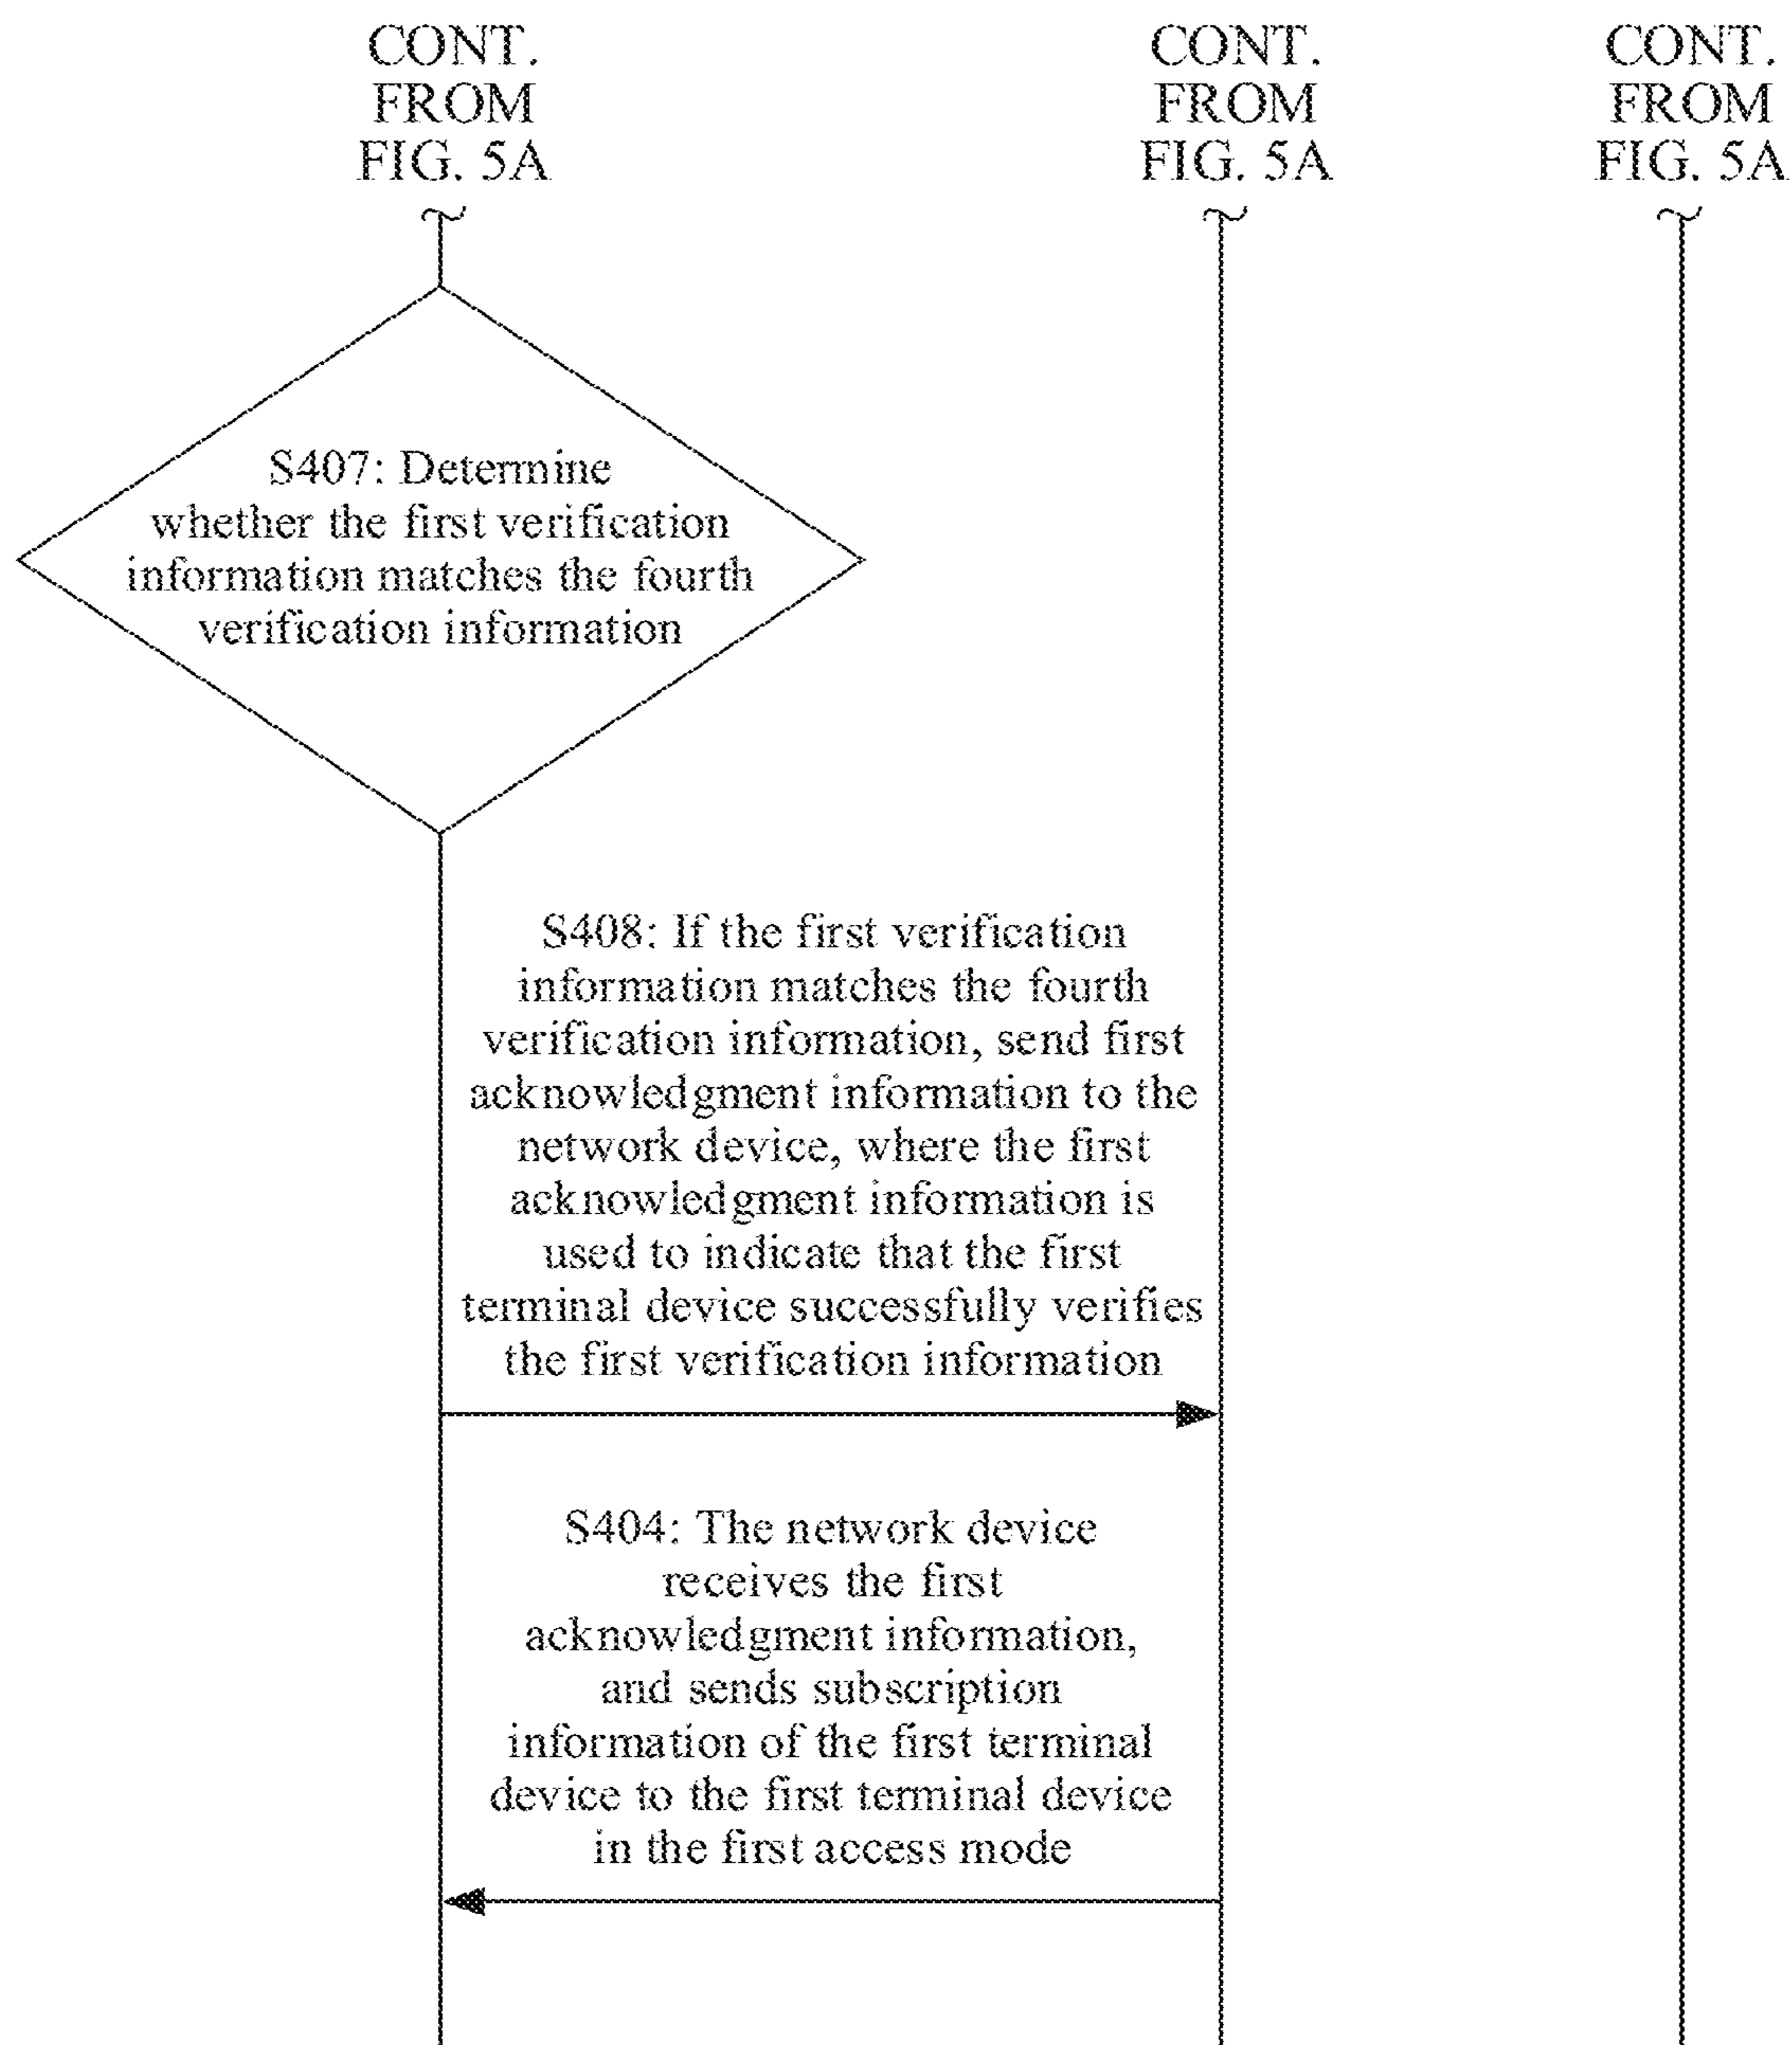 CONT.
FROM
FIG. 5A
CONT.
FROM
FIG. 5A
CONT.
FROM
FIG. 5A
S407: Determine
whether the first verification
information matches the fourth
verification information
S408: If the first verification
information matches the fourth
verification information, send first
acknowledgment information to the
network device, where the first
acknowledgment information is
used to indicate that the first
terminal device successfully verifies
the first verification information
S404: The network device
receives the first
acknowledgment information,
and sends subscription
information of the first terminal
device to the first terminal device
in the first access mode